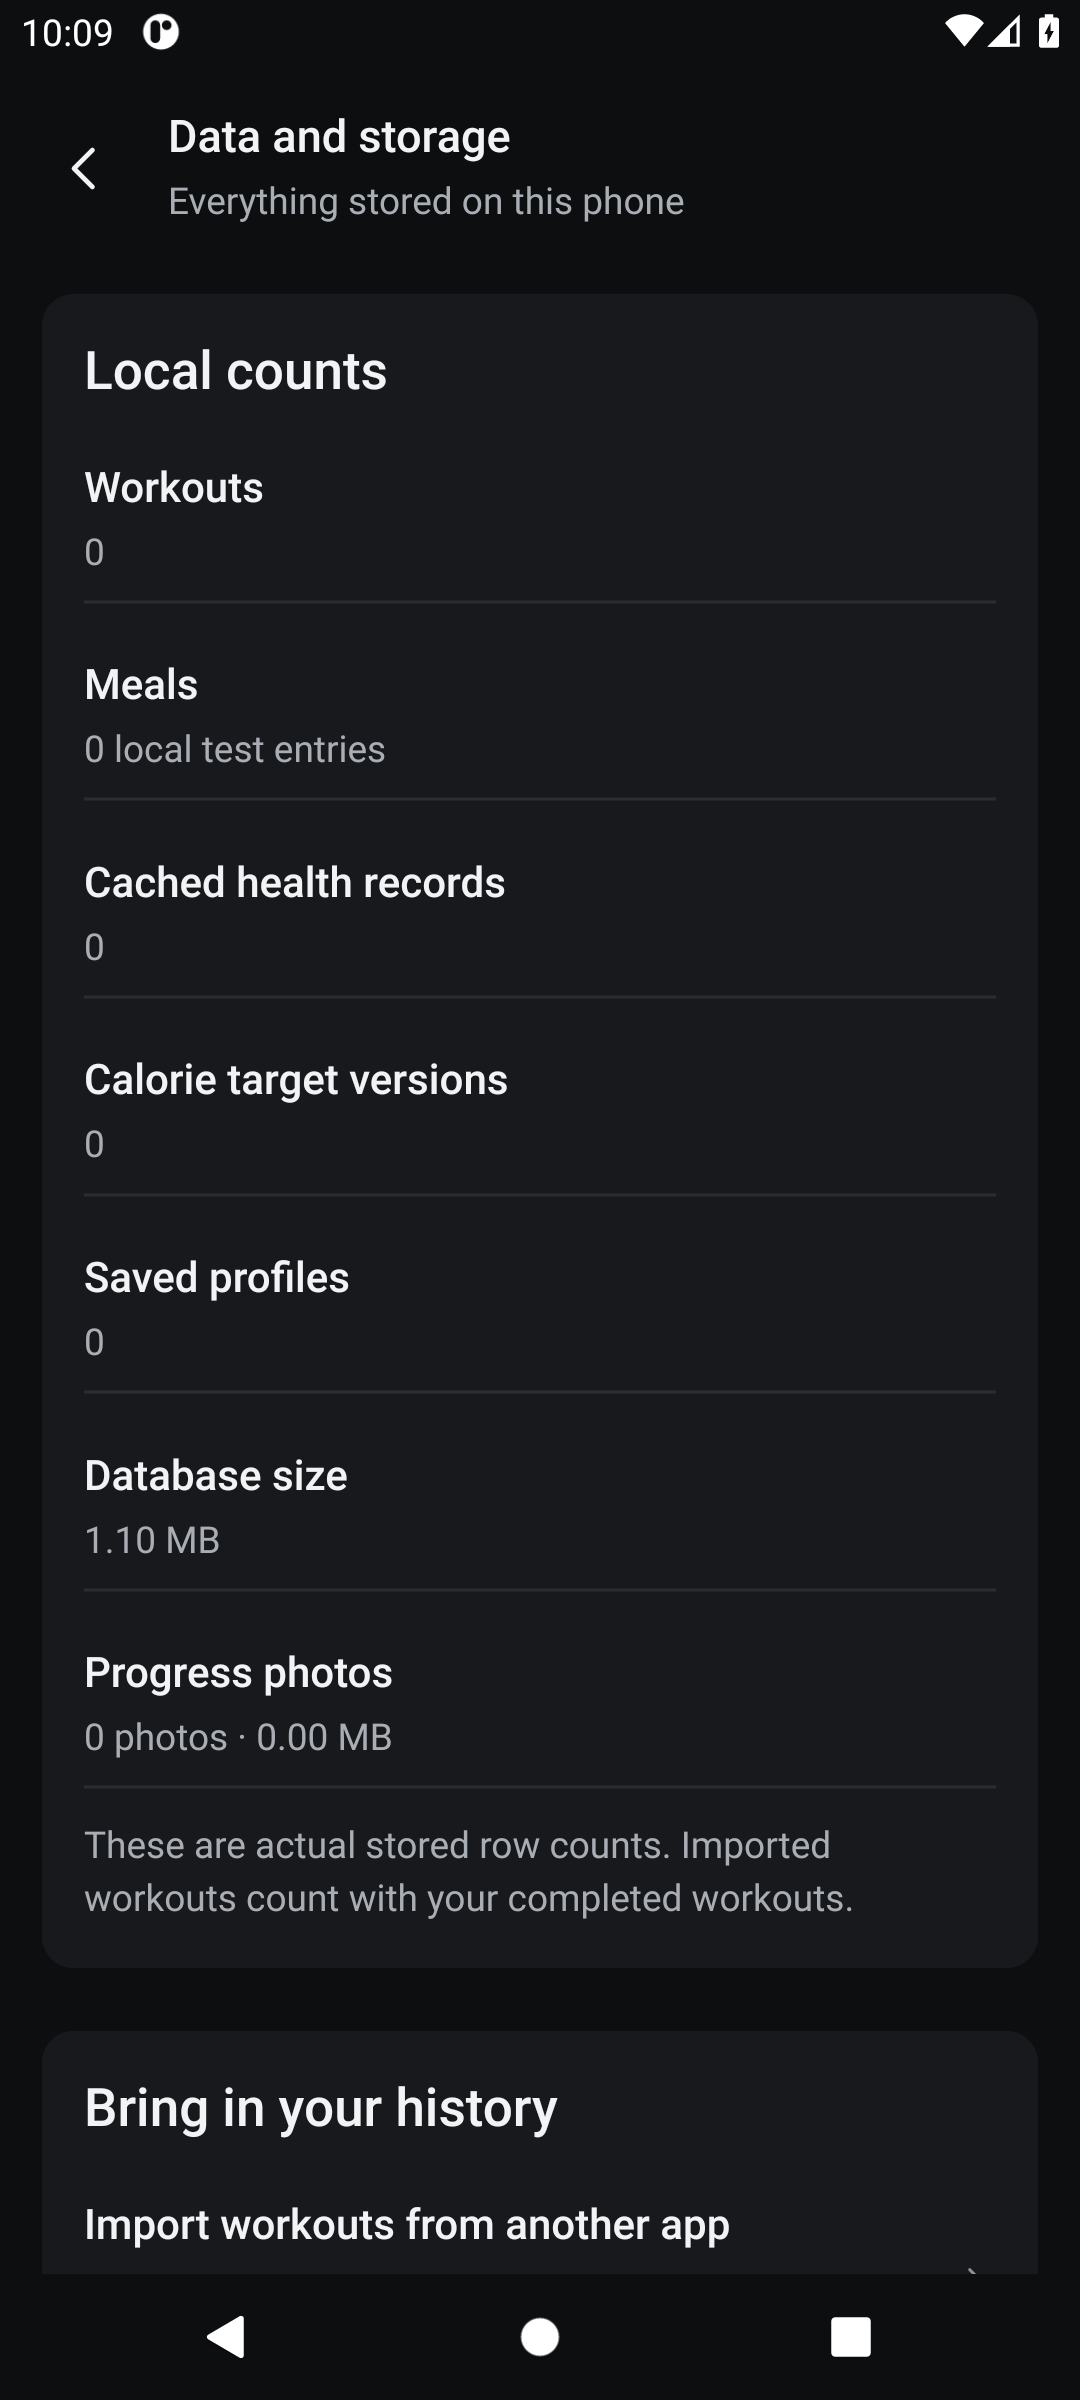 10:09
Data and storage
Everything stored on this phone
Local counts
Workouts
0
Meals
0 local test entries
Cached health records
0
Calorie target versions
0
Saved profiles
0
Database size
1.10 MB
Progress photos
0 photos · 0.00 MB
These are actual stored row counts. Imported
workouts count with your completed workouts.
Bring in your history
Import workouts from another app